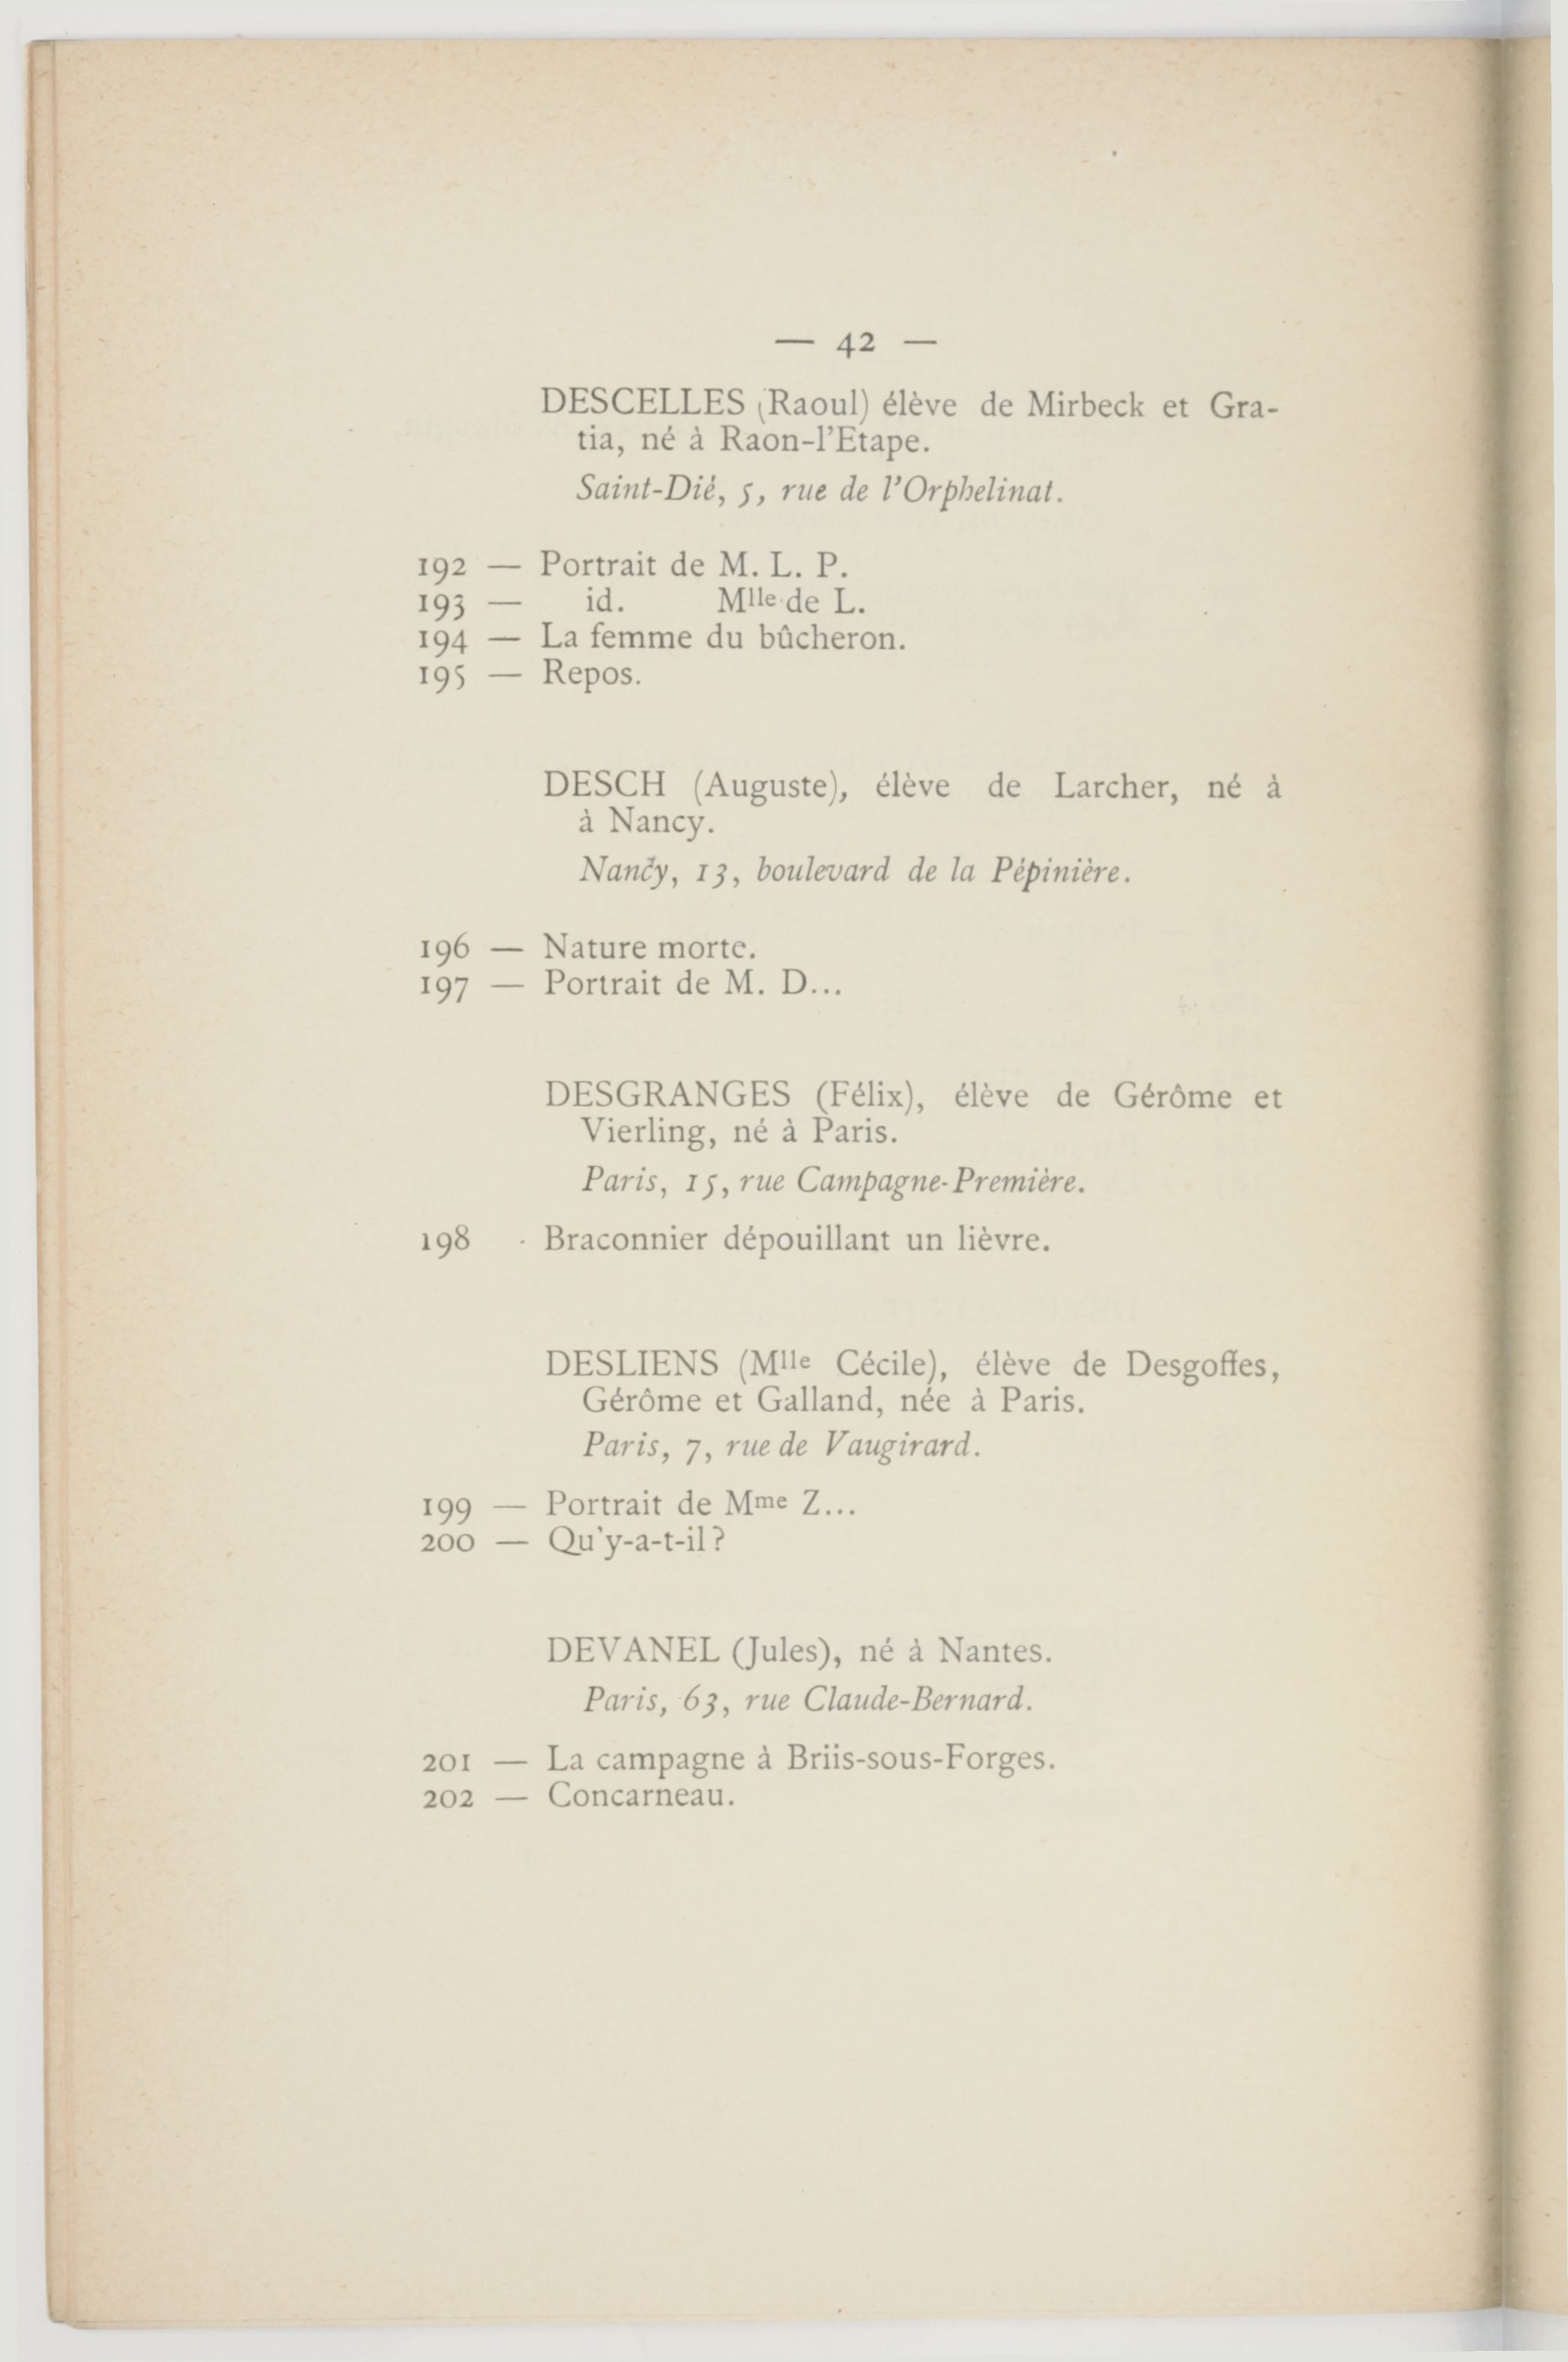 — 42 —
DESCELLES (Raoul) élève de Mirbeck et Gra-
tia, né à Raon-l'Etape.
Saint-Dié, 5, rue de l'Orphelinat.
192 — Portrait de M. L. P.
193 — id. Mlle de L.
194 — La femme du bûcheron.
195 — Repos.
DESCH (Auguste), élève de Larcher, né à
à Nancy.
Nancy, 13, boulevard de la Pépinière.
196 — Nature morte.
197 — Portrait de M. D...
DESGRANGES (Félix), élève de Gérôme et
Vierling, né à Paris.
Paris, 15, rue Campagne-Première.
198 · Braconnier dépouillant un lièvre.
DESLIENS (Mlle Cécile), élève de Desgoffes,
Gérôme et Galland, née à Paris.
Paris, 7, rue de Vaugirard.
199 — Portrait de Mme Z...
200 — Qu'y-a-t-il ?
DEVANEL (Jules), né à Nantes.
Paris, 63, rue Claude-Bernard.
201 — La campagne à Briis-sous-Forges.
202 — Concarneau.